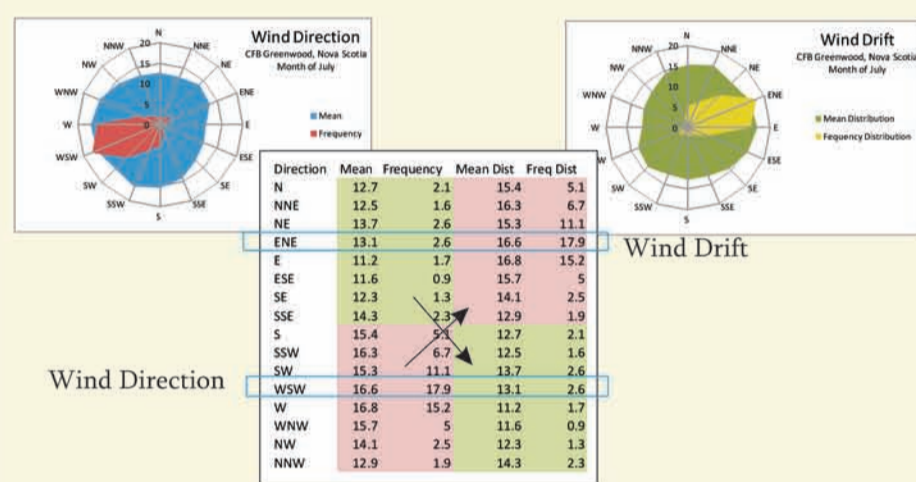 Wind Direction
CFB Greenwood, Nova Scotia
Month of July
N
NNE
NE
ENE
E
ESE
SE
SSE
S
SSW
SW
WSW
W
WNW
NW
NNW
20
15
10
5
0
Mean
Frequency
Wind Drift
CFB Greenwood, Nova Scotia
Month of July
N
NNE
NE
ENE
E
ESE
SE
SSE
S
SSW
SW
WSW
W
WNW
NW
NNW
20
15
10
5
0
Mean Distribution
Fequency Distribution
Direction Mean Frequency Mean Dist Freq Dist
N 12.7 2.1 15.4 5.1
NNE 12.5 1.6 16.3 6.7
NE 13.7 2.6 15.3 11.1
ENE 13.1 2.6 16.6 17.9
E 11.2 1.7 16.8 15.2
ESE 11.6 0.9 15.7 5
SE 12.3 1.3 14.1 2.5
SSE 14.3 2.3 12.9 1.9
S 15.4 5.1 12.7 2.1
SSW 16.3 6.7 12.5 1.6
SW 15.3 11.1 13.7 2.6
WSW 16.6 17.9 13.1 2.6
W 16.8 15.2 11.2 1.7
WNW 15.7 5 11.6 0.9
NW 14.1 2.5 12.3 1.3
NNW 12.9 1.9 14.3 2.3
Wind Drift
Wind Direction